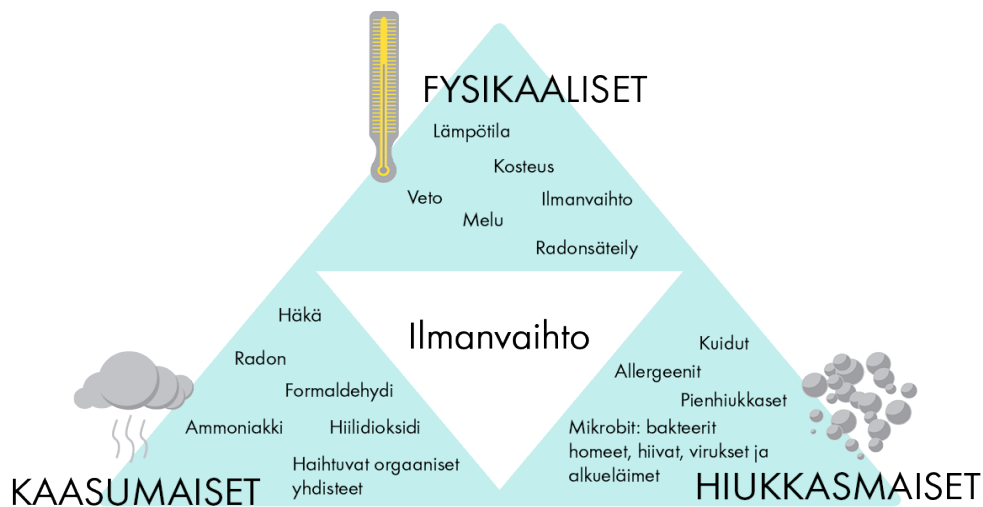 FYSIKAALISET
Lämpötila
Kosteus
Veto
Ilmanvaihto
Melu
Radonsäteily
Ilmanvaihto
Häkä
Radon
Formaldehydi
Ammoniakki
Hiilidioksidi
Haihtuvat orgaaniset
yhdisteet
KAASUMAISET
Kuidut
Allergeenit
Pienhiukkaset
Mikrobit: bakteerit
homeet, hiivat, virukset ja
alkueläimet
HIUKKASMAISET